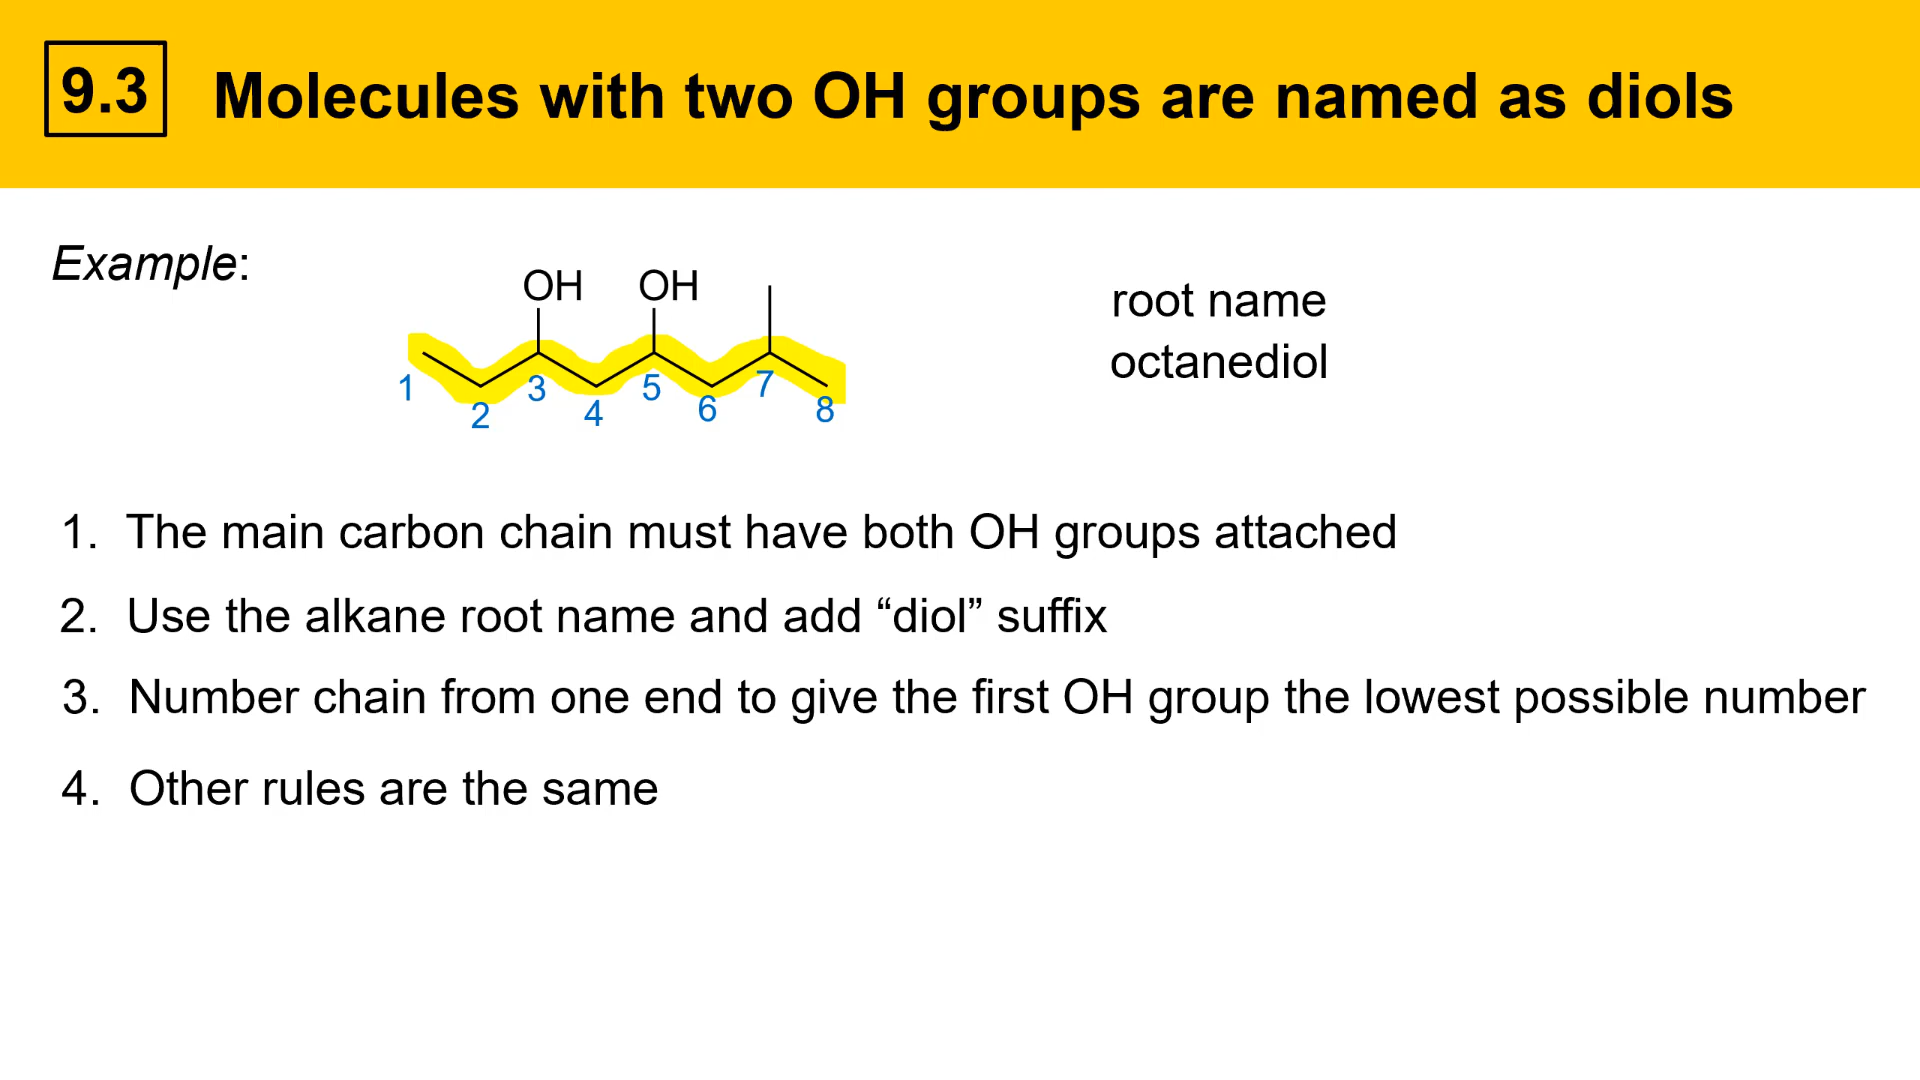 9.3 Molecules with two OH groups are named as diols
Example:
OH OH
1 2 3 4 5 6 7 8
root name
octanediol
1. The main carbon chain must have both OH groups attached
2. Use the alkane root name and add “diol” suffix
3. Number chain from one end to give the first OH group the lowest possible number
4. Other rules are the same